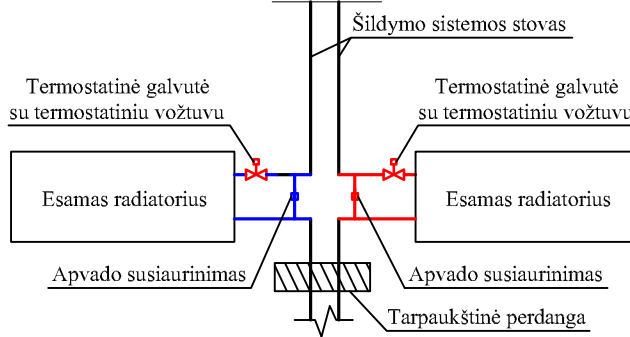 Šildymo sistemos stovas
Termostatinė galvutė
su termostatiniu vožtuvu
Termostatinė galvutė
su termostatiniu vožtuvu
Esamas radiatorius
Esamas radiatorius
Apvado susiaurinimas
Apvado susiaurinimas
Tarpaukštinė perdanga